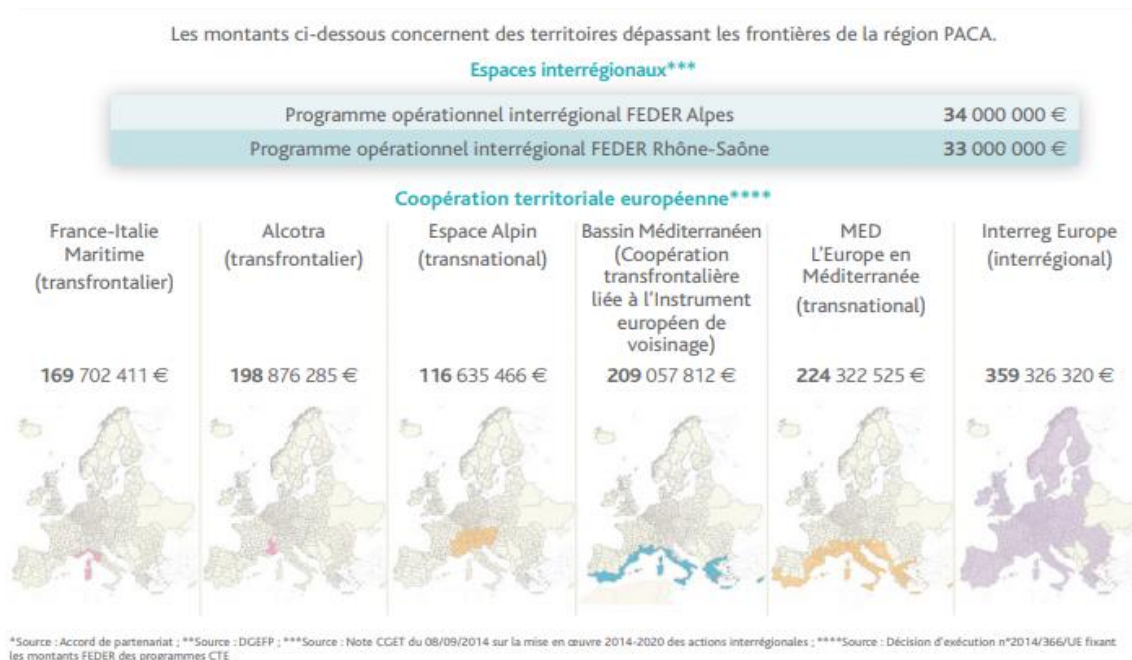 Les montants ci-dessous concernent des territoires dépassant les frontières de la région PACA.
Espaces interrégionaux***
Programme opérationnel interrégional FEDER Alpes 34 000 000 €
Programme opérationnel interrégional FEDER Rhône-Saône 33 000 000 €
Coopération territoriale européenne****
France-Italie
Maritime
(transfrontalier)
169 702 411 €
Alcotra
(transfrontalier)
198 876 285 €
Espace Alpin
(transnational)
116 635 466 €
Bassin Méditerranéen
(Coopération
transfrontalière
liée à l'Instrument
européen de
voisinage)
209 057 812 €
MED
L'Europe en
Méditerranée
(transnational)
224 322 525 €
Interreg Europe
(interrégional)
359 326 320 €
*Source : Accord de partenariat ; **Source : DGEFP ; ***Source : Note CGET du 08/09/2014 sur la mise en œuvre 2014-2020 des actions interrégionales ; ****Source : Décision d'exécution n°2014/366/UE fixant
les montants FEDER des programmes CTE